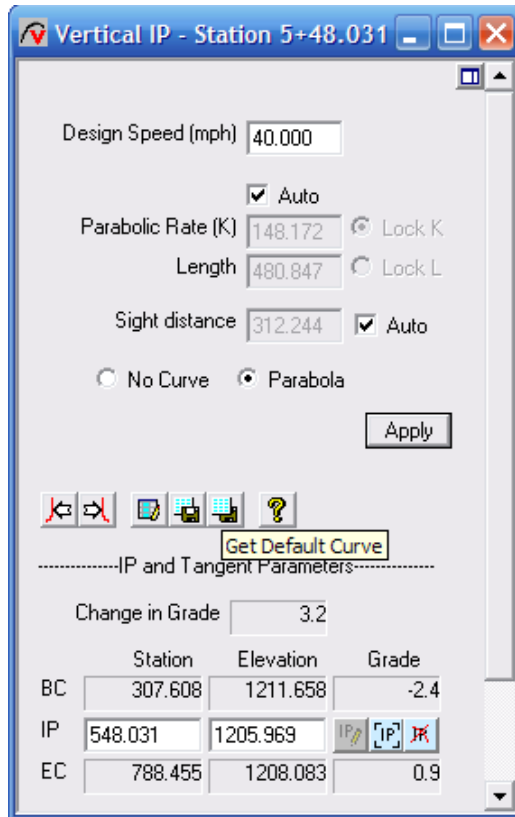 Vertical IP - Station 5+48.031
Design Speed (mph) 40.000
Auto
Parabolic Rate (K) 148.172 Lock K
Length 480.847 Lock L
Sight distance 312.244 Auto
No Curve Parabola
Apply
Get Default Curve
IP and Tangent Parameters
Change in Grade 3.2
Station Elevation Grade
BC 307.608 1211.658 -2.4
IP 548.031 1205.969 IP IP IP
EC 788.455 1208.083 0.9